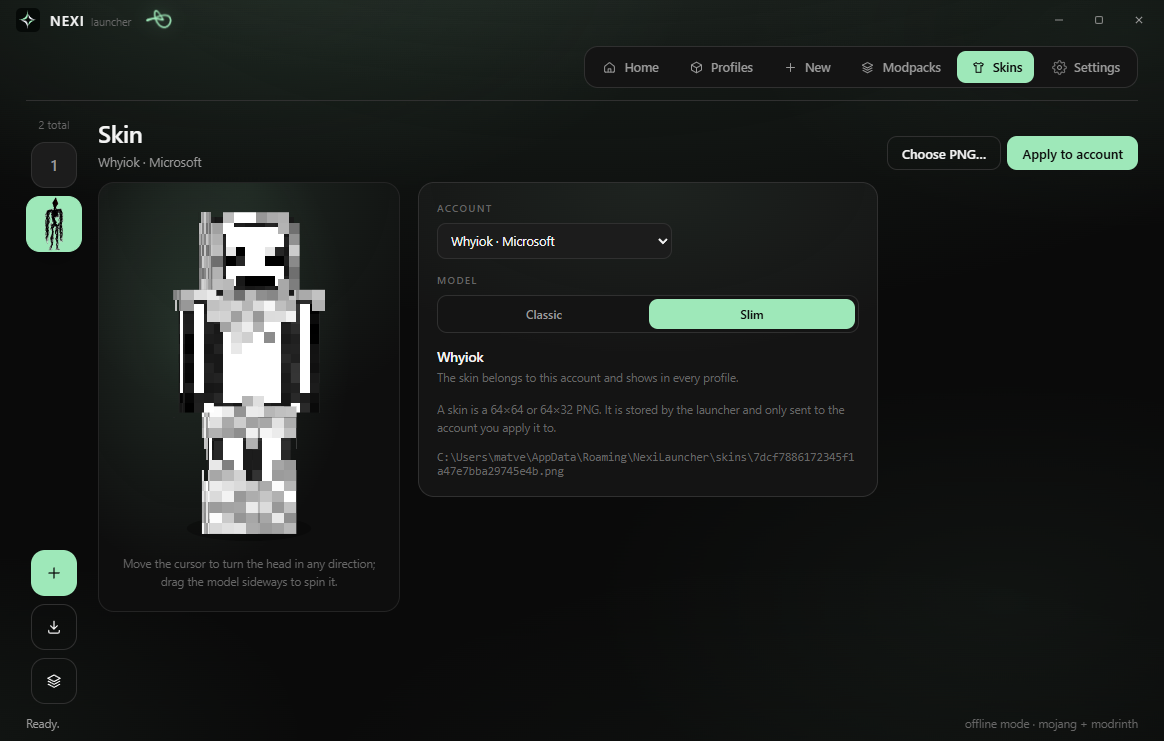 NEXI launcher
Home
Profiles
New
Modpacks
Skins
Settings
2 total
1
Skin
Whyiok · Microsoft
Choose PNG...
Apply to account
ACCOUNT
Whyiok · Microsoft
MODEL
Classic
Slim
Whyiok
The skin belongs to this account and shows in every profile.
A skin is a 64×64 or 64×32 PNG. It is stored by the launcher and only sent to the
account you apply it to.
C:\Users\matve\AppData\Roaming\NexiLauncher\skins\7dcf7886172345f1
a47e7bba29745e4b.png
Move the cursor to turn the head in any direction;
drag the model sideways to spin it.
Ready.
offline mode · mojang + modrinth